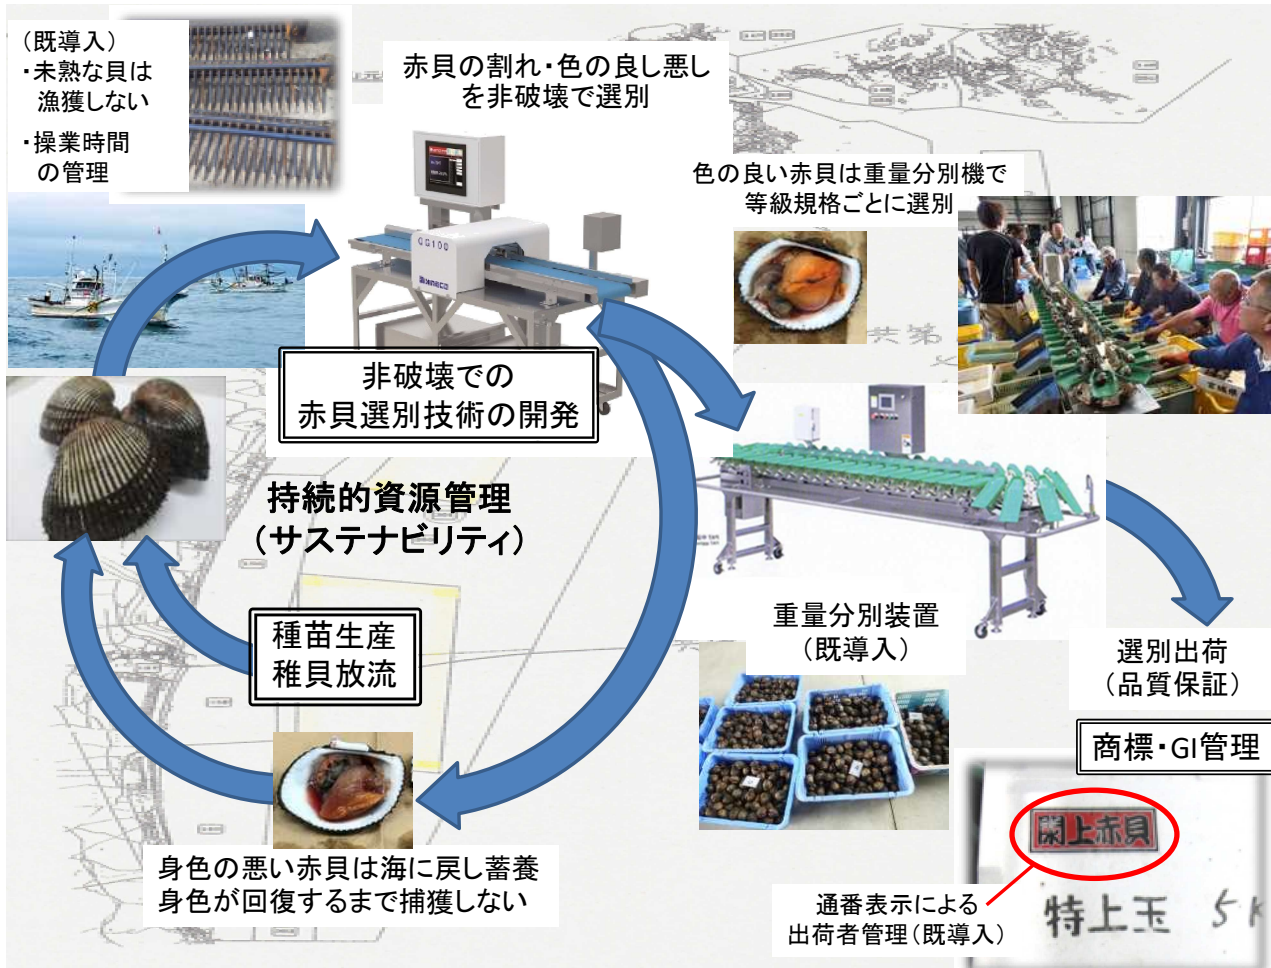 （既導入）
・未熟な貝は
漁獲しない
・操業時間
の管理
赤貝の割れ・色の良し悪し
を非破壊で選別
色の良い赤貝は重量分別機で
等級規格ごとに選別
QG100
非破壊での
赤貝選別技術の開発
持続的資源管理
（サステナビリティ）
共第
種苗生産
稚貝放流
重量分別装置
（既導入）
選別出荷
（品質保証）
商標・GI管理
閖上赤貝
特上玉 5K
身色の悪い赤貝は海に戻し蓄養
身色が回復するまで捕獲しない
通番表示による
出荷者管理（既導入）